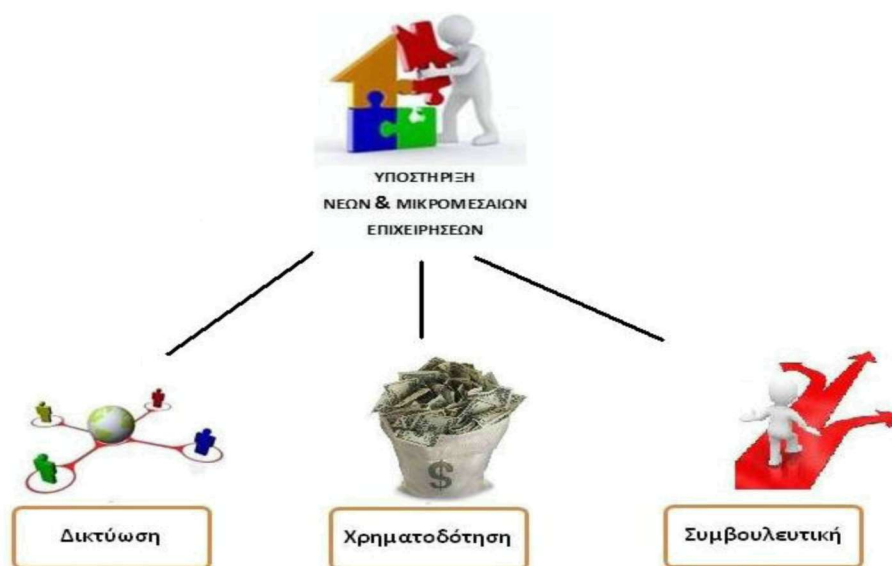 ΥΠΟΣΤΗΡΙΞΗ
ΝΕΩΝ & ΜΙΚΡΟΜΕΣΑΙΩΝ
ΕΠΙΧΕΙΡΗΣΕΩΝ
$
Δικτύωση
Χρηματοδότηση
Συμβουλευτική